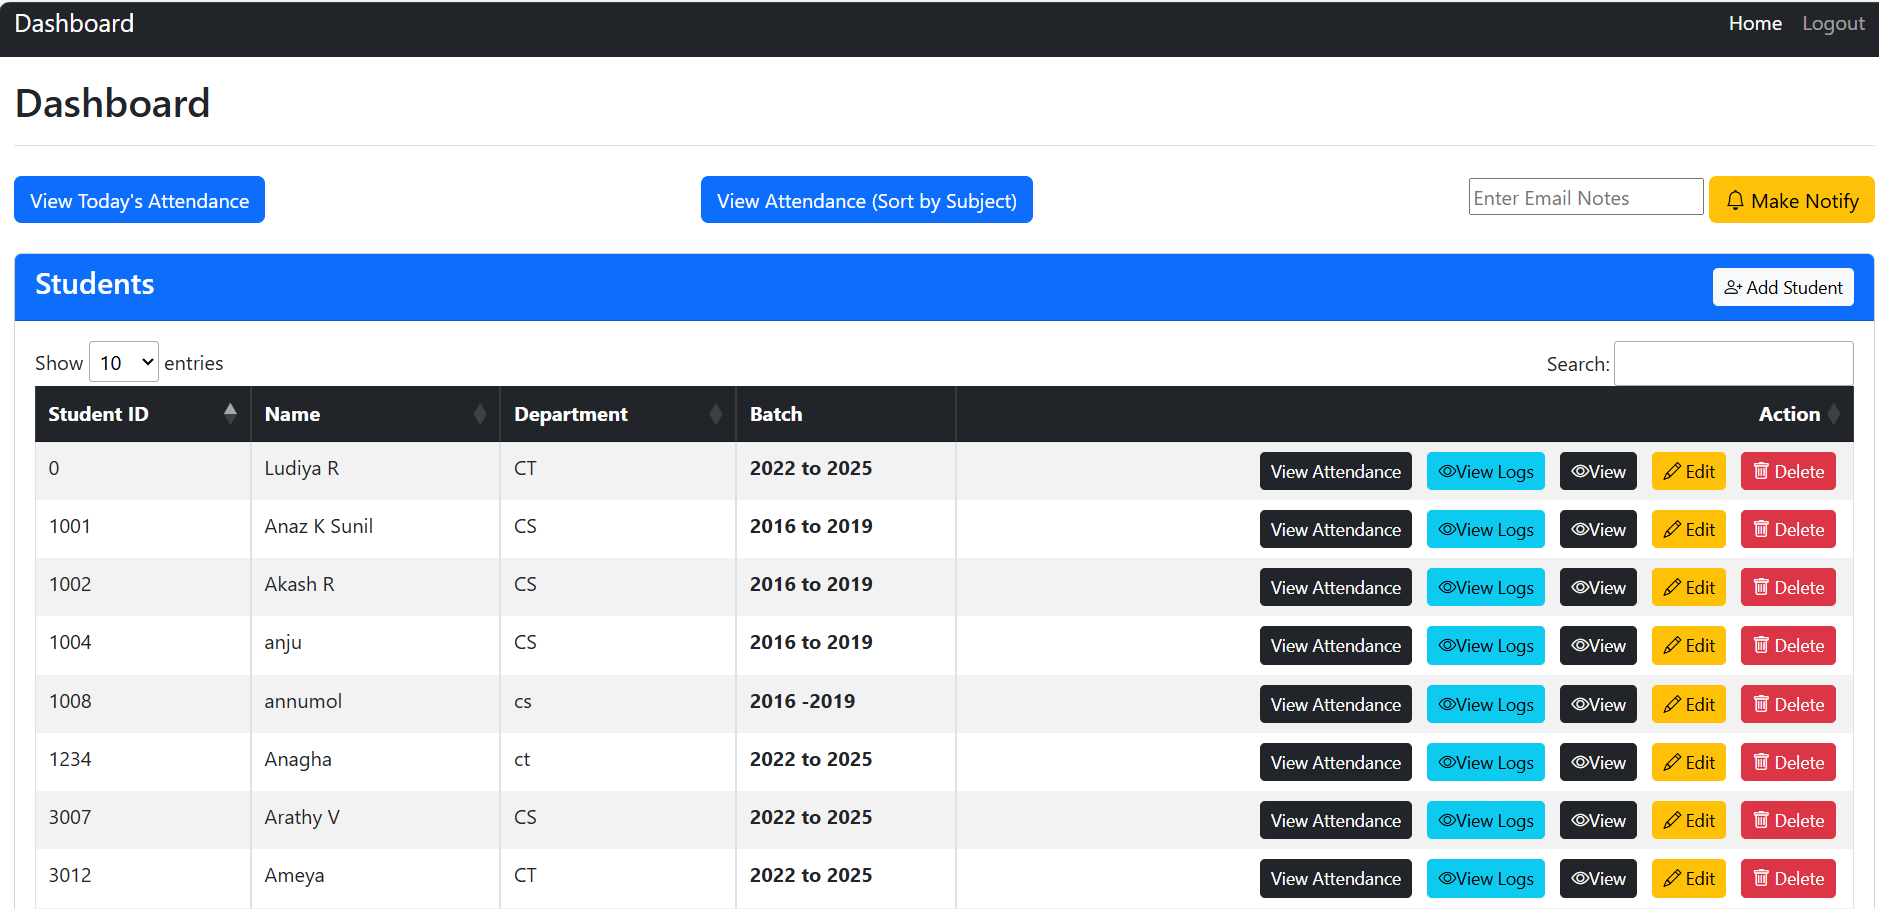 Dashboard Home Logout
Dashboard
View Today's Attendance View Attendance (Sort by Subject) Enter Email Notes Make Notify
Students Add Student
Show 10 entries Search:
Student ID Name Department Batch Action
0 Ludiya R CT 2022 to 2025 View Attendance View Logs View Edit Delete
1001 Anaz K Sunil CS 2016 to 2019 View Attendance View Logs View Edit Delete
1002 Akash R CS 2016 to 2019 View Attendance View Logs View Edit Delete
1004 anju CS 2016 to 2019 View Attendance View Logs View Edit Delete
1008 annumol cs 2016 -2019 View Attendance View Logs View Edit Delete
1234 Anagha ct 2022 to 2025 View Attendance View Logs View Edit Delete
3007 Arathy V CS 2022 to 2025 View Attendance View Logs View Edit Delete
3012 Ameya CT 2022 to 2025 View Attendance View Logs View Edit Delete